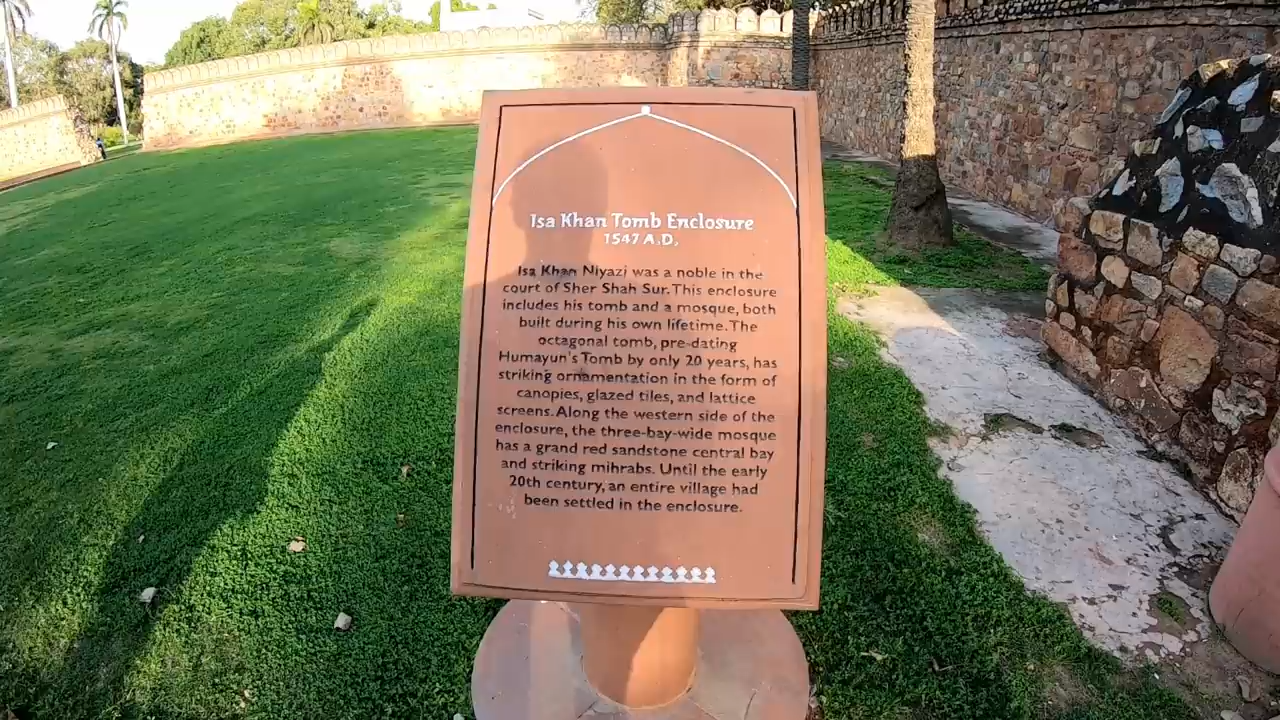 Isa Khan Tomb Enclosure
1547 A.D.
Isa Khan Niyazi was a noble in the
court of Sher Shah Sur. This enclosure
includes his tomb and a mosque, both
built during his own lifetime. The
octagonal tomb, pre-dating
Humayun's Tomb by only 20 years, has
striking ornamentation in the form of
canopies, glazed tiles, and lattice
screens. Along the western side of the
enclosure, the three-bay-wide mosque
has a grand red sandstone central bay
and striking mihrabs. Until the early
20th century, an entire village had
been settled in the enclosure.